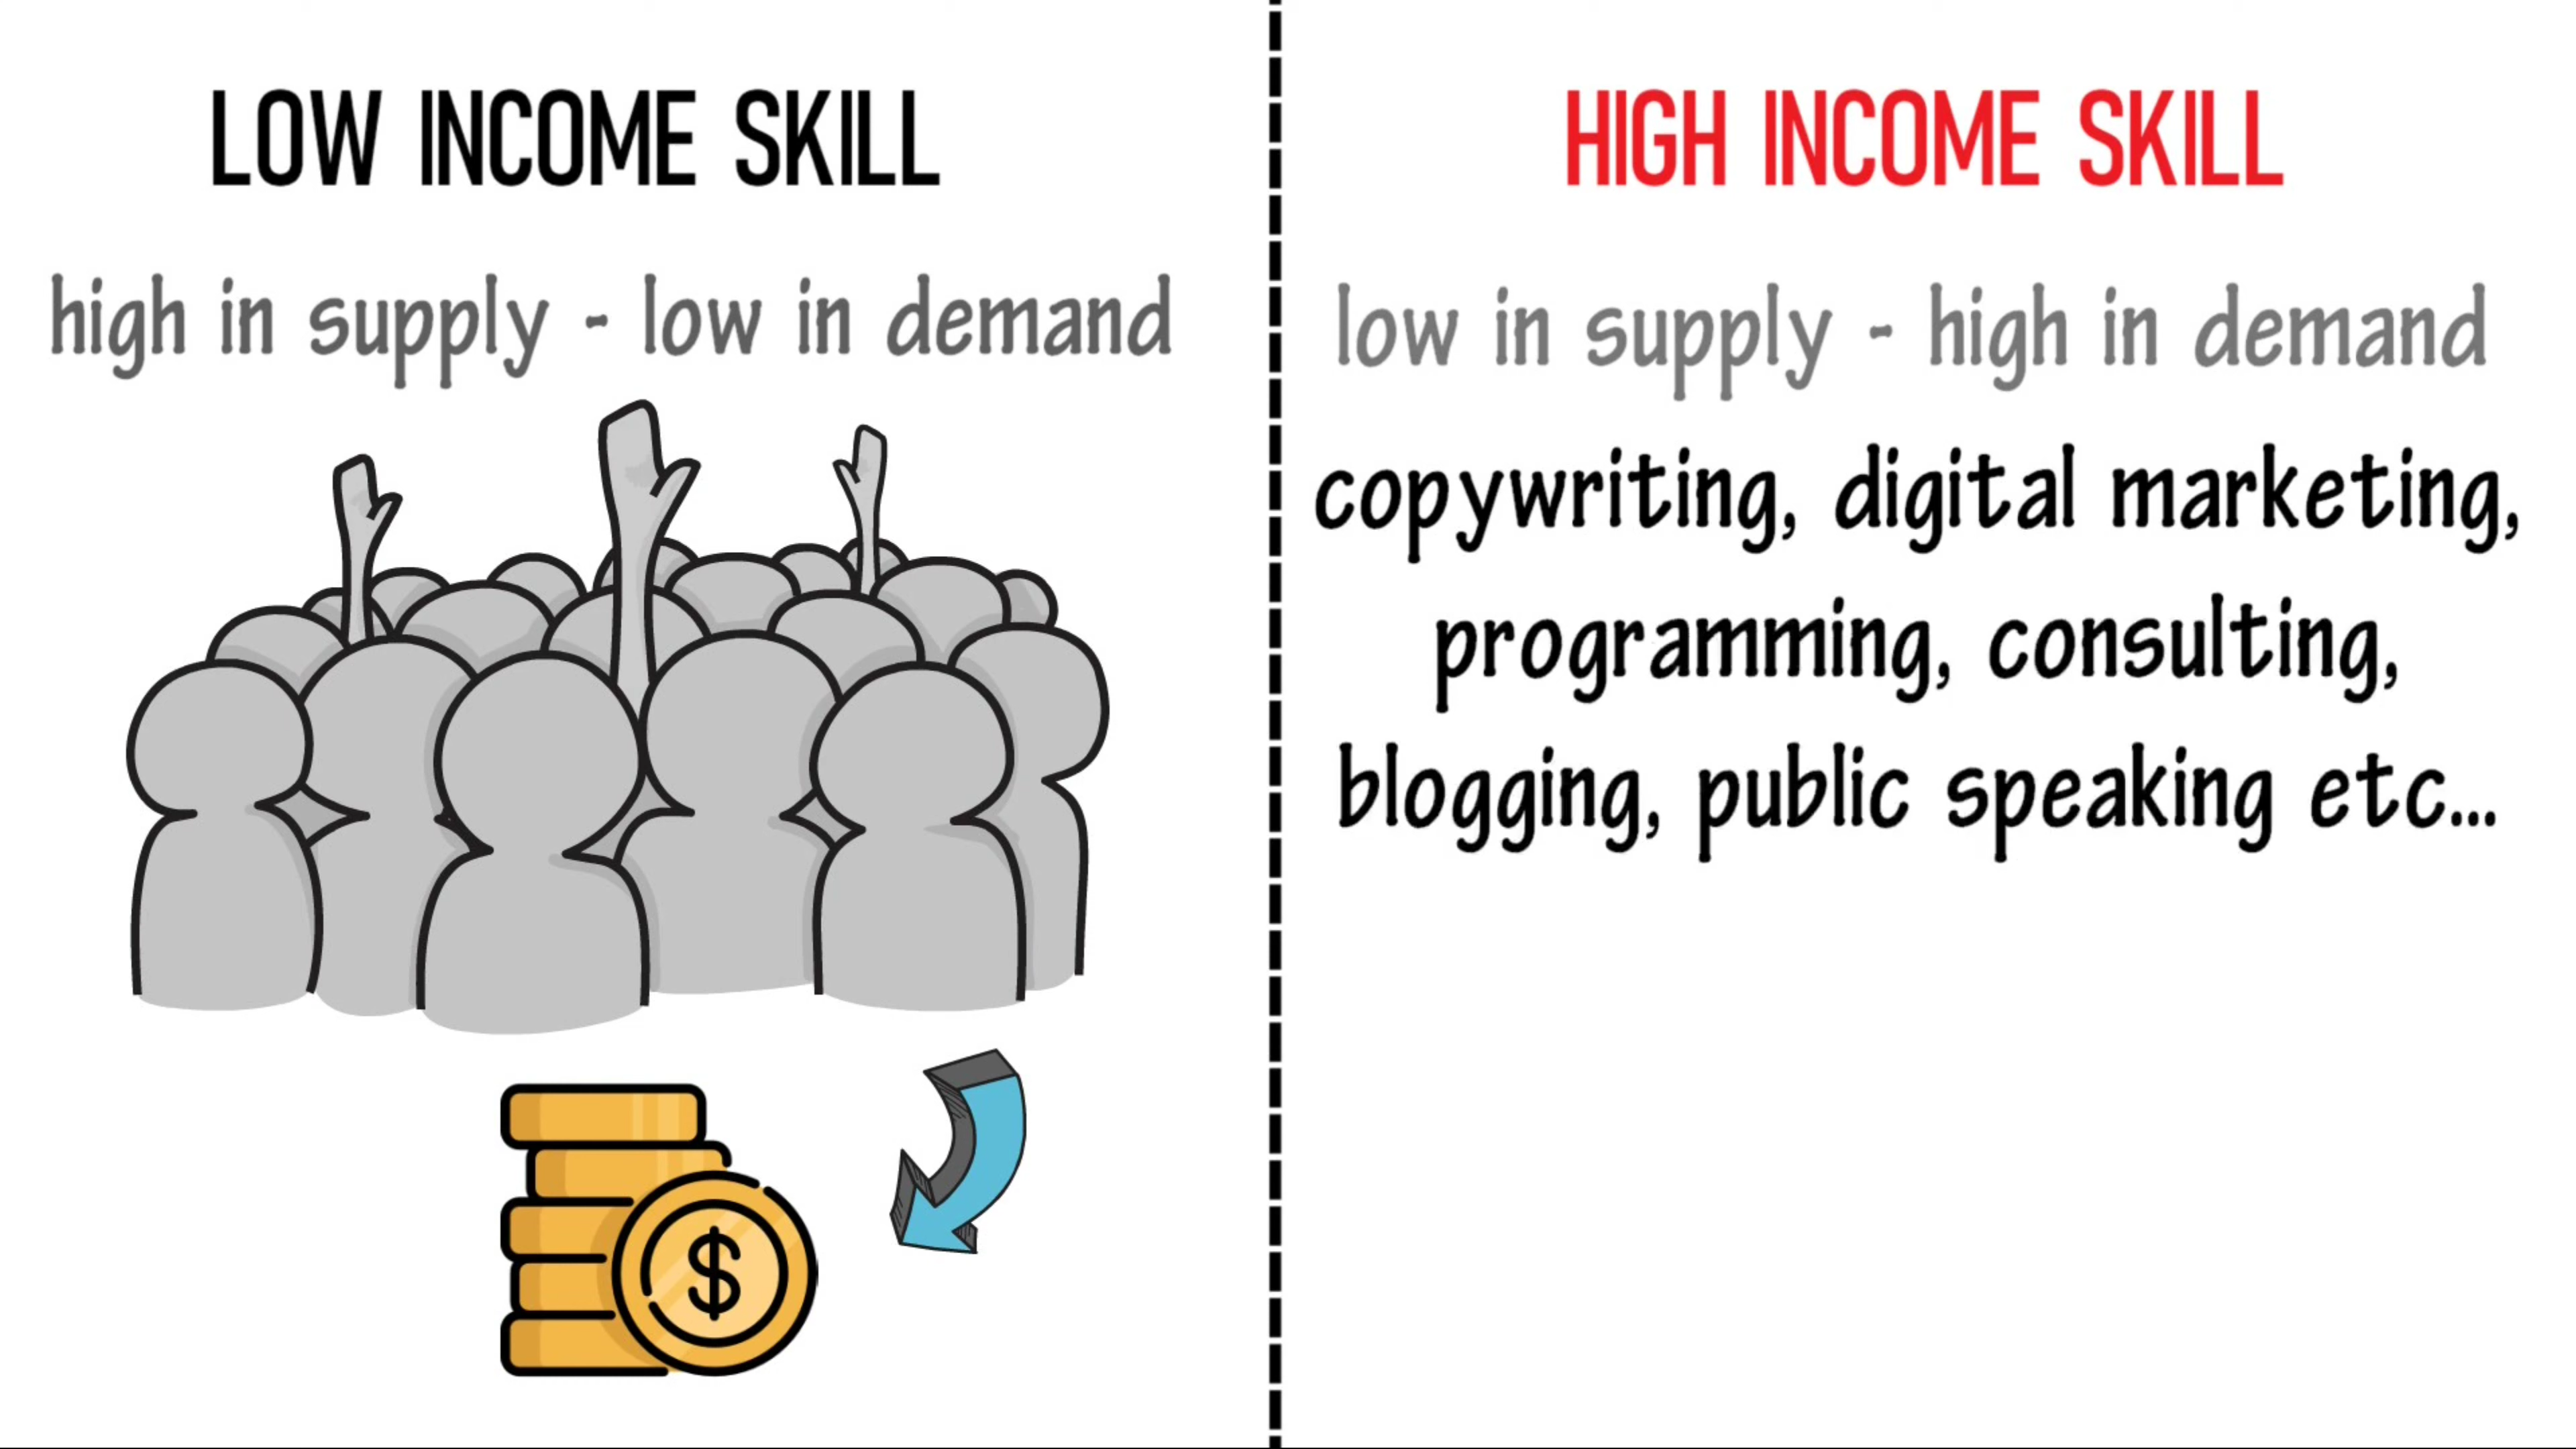 LOW INCOME SKILL
high in supply - low in demand
$
HIGH INCOME SKILL
low in supply - high in demand
copywriting, digital marketing,
programming, consulting,
blogging, public speaking etc...